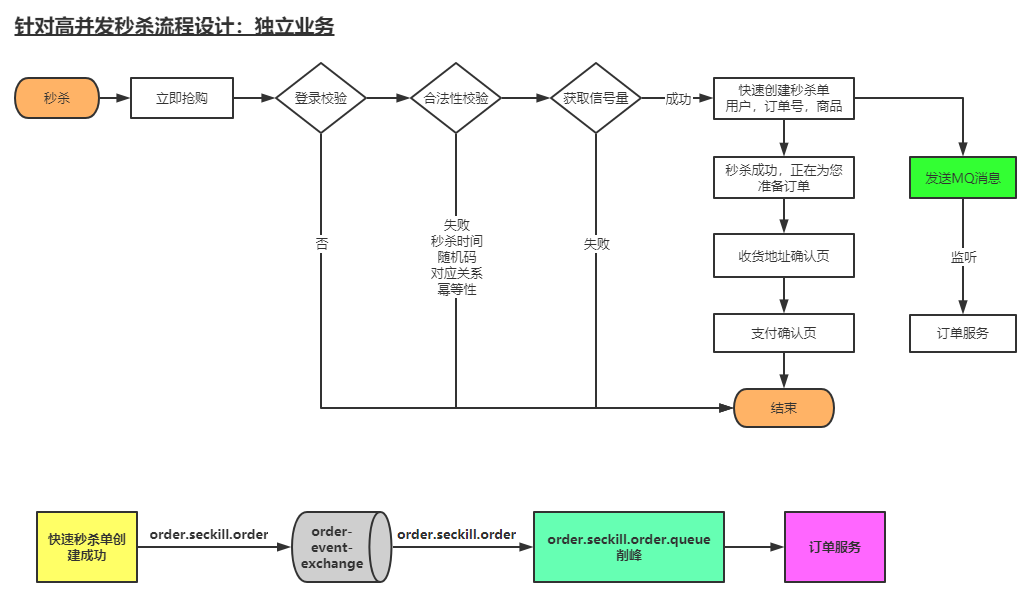 针对高并发秒杀流程设计：独立业务
秒杀
立即抢购
登录校验
合法性校验
获取信号量
成功
快速创建秒杀单
用户，订单号，商品
秒杀成功，正在为您
准备订单
发送MQ消息
否
失败
秒杀时间
随机码
对应关系
幂等性
失败
收货地址确认页
监听
支付确认页
订单服务
结束
快速秒杀单创
建成功
order.seckill.order
order-
event-
exchange
order.seckill.order
order.seckill.order.queue
削峰
订单服务